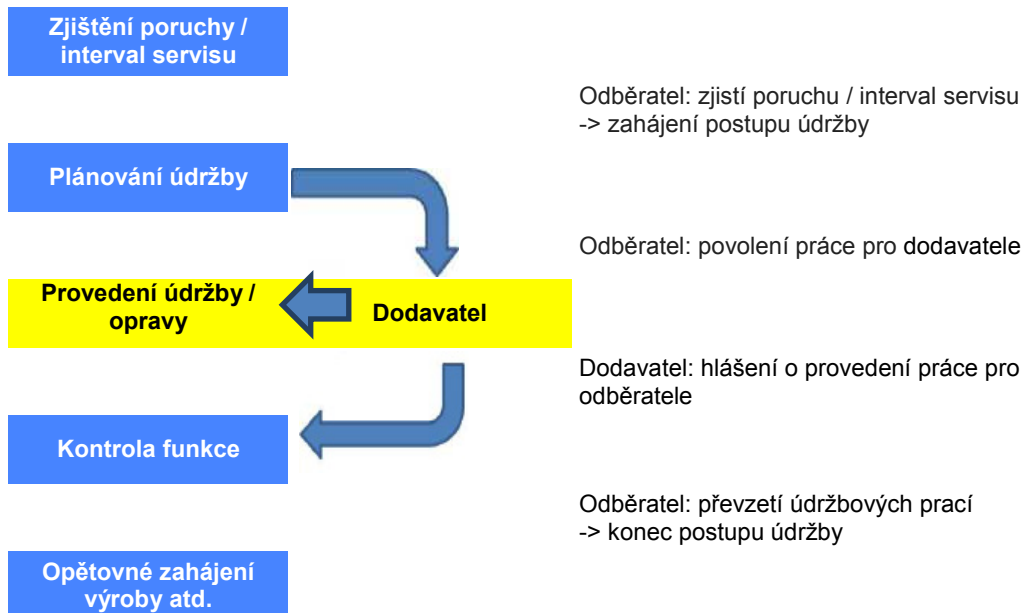 Zjištění poruchy /
interval servisu
Odběratel: zjistí poruchu / interval servisu
-> zahájení postupu údržby
Plánování údržby
Odběratel: povolení práce pro dodavatele
Provedení údržby /
opravy
Dodavatel
Dodavatel: hlášení o provedení práce pro
odběratele
Kontrola funkce
Odběratel: převzetí údržbových prací
-> konec postupu údržby
Opětovné zahájení
výroby atd.